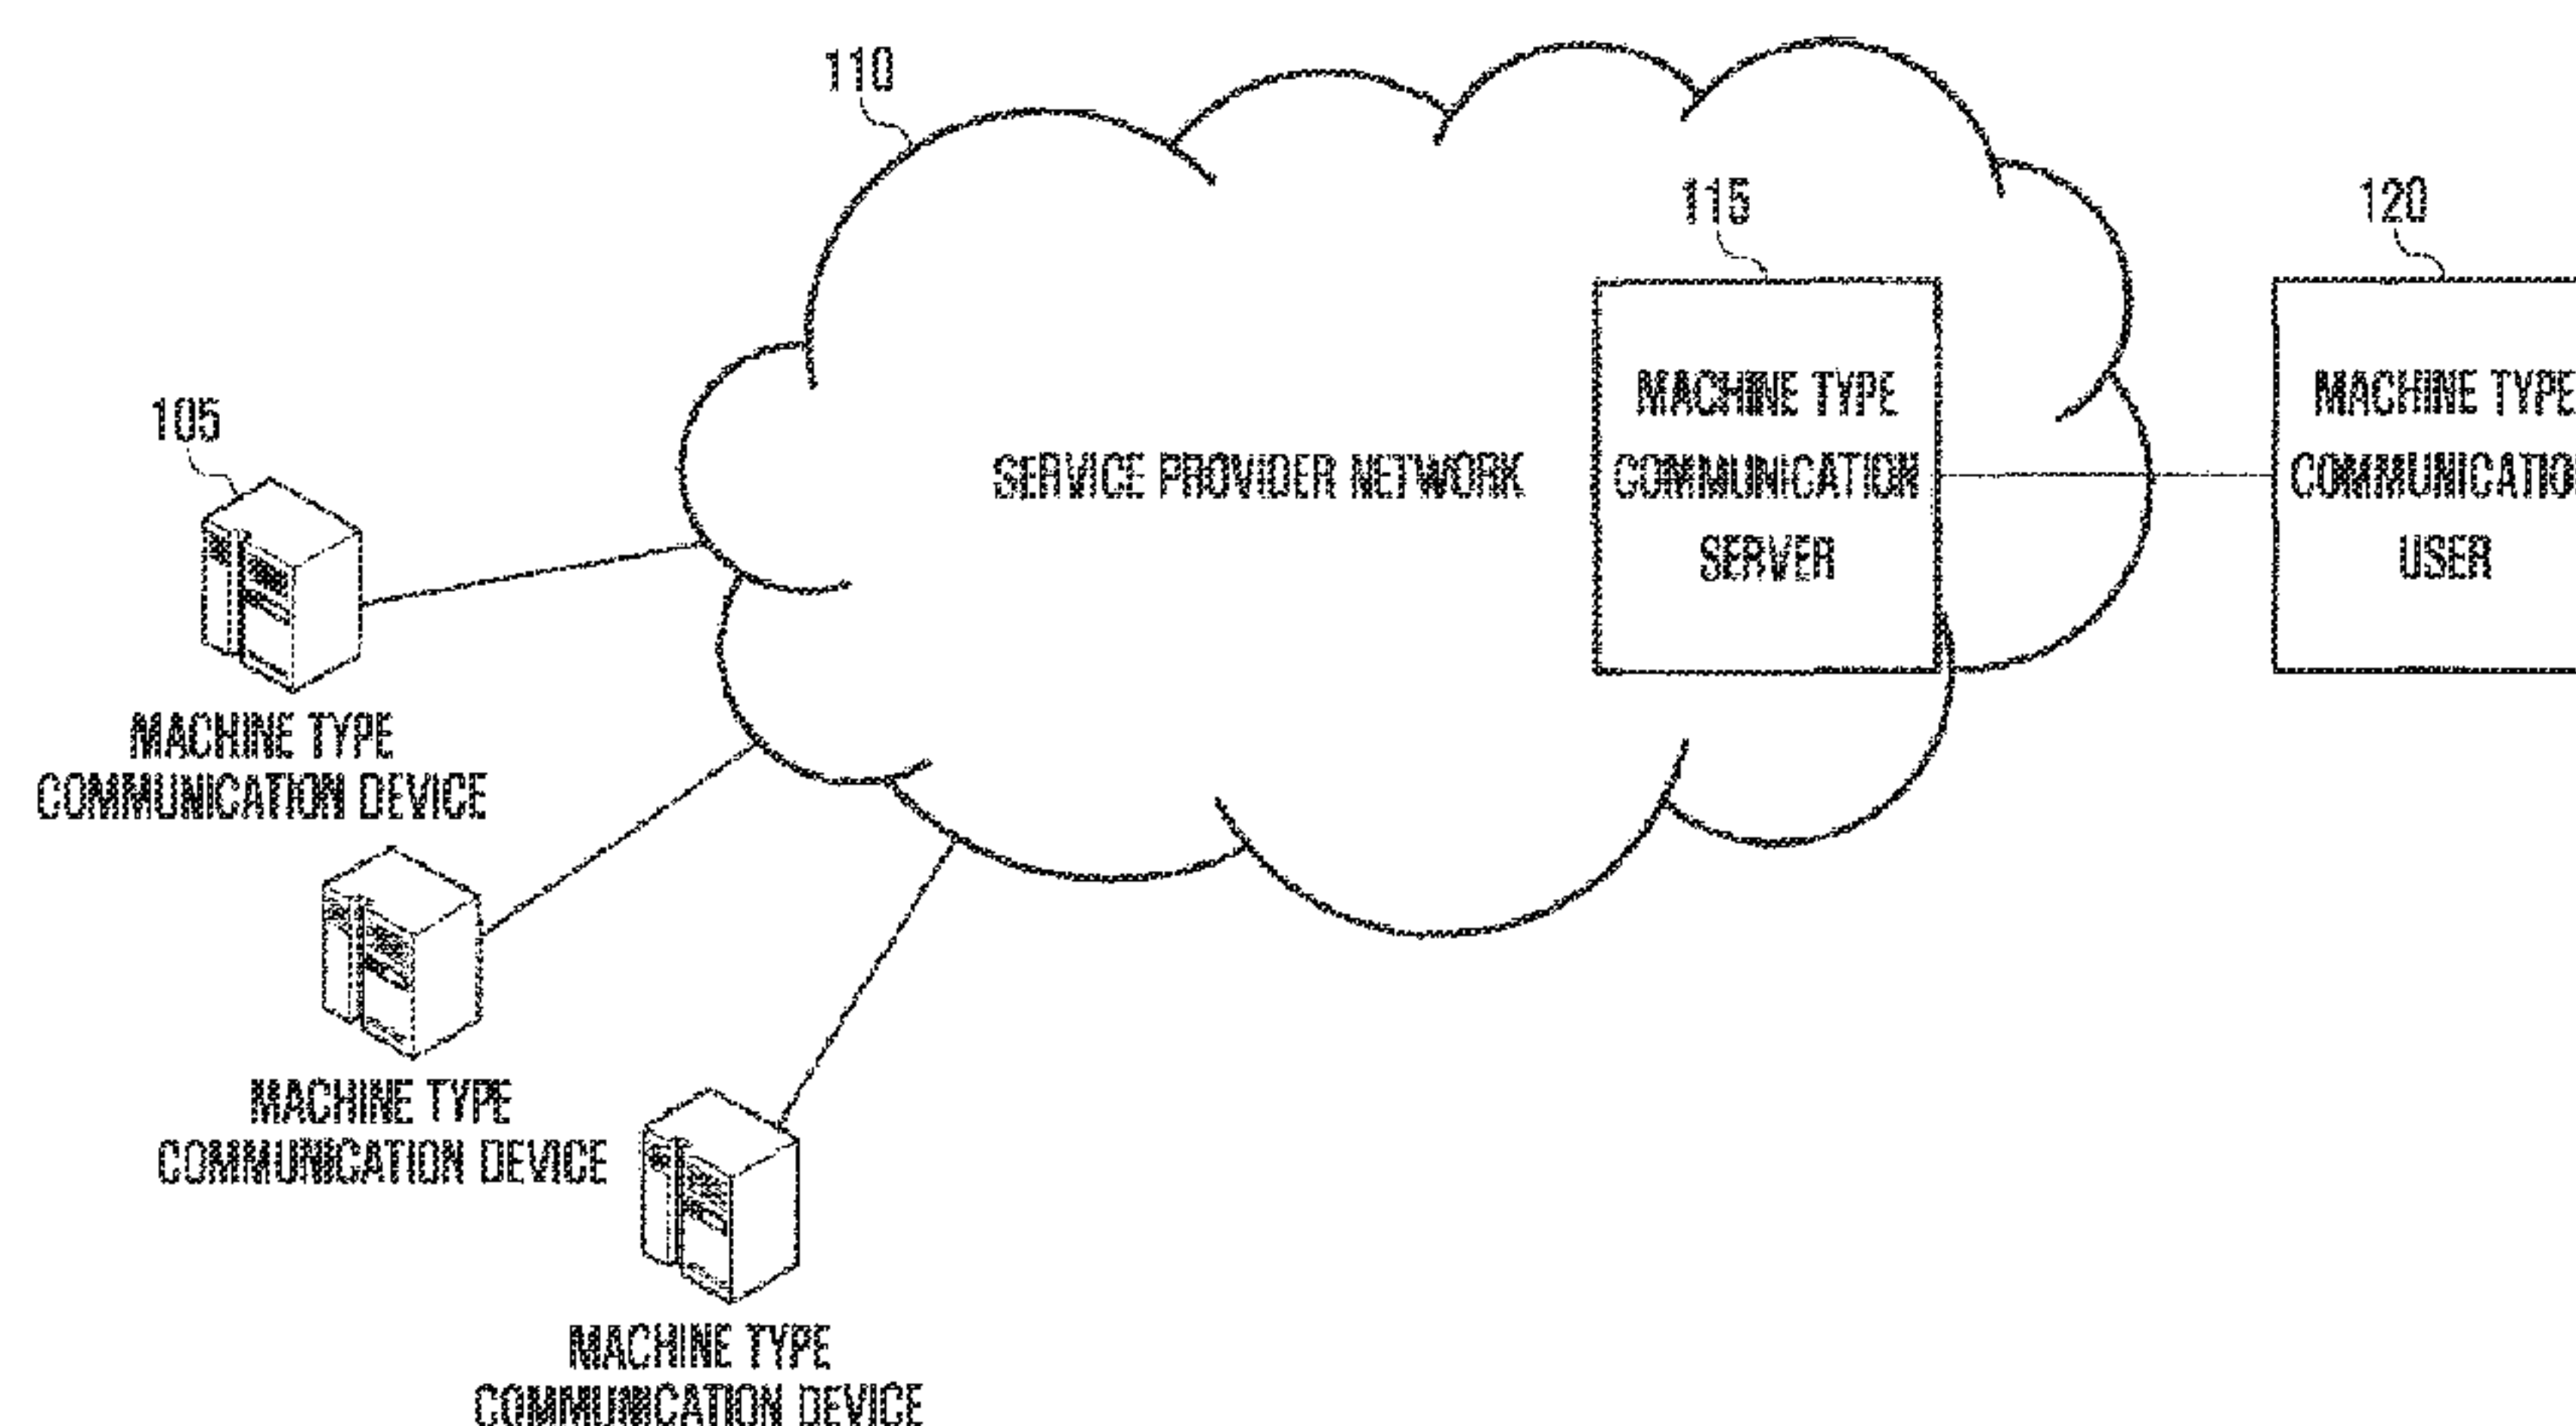 110
115
120
105
MACHINE TYPE
COMMUNICATION
SERVER
MACHINE TYPE
COMMUNICATIO
USER
SERVICE PROVIDER NETWORK
MACHINE TYPE
COMMUNICATION DEVICE
MACHINE TYPE
COMMUNICATION DEVICE
MACHINE TYPE
COMMUNICATION DEVICE